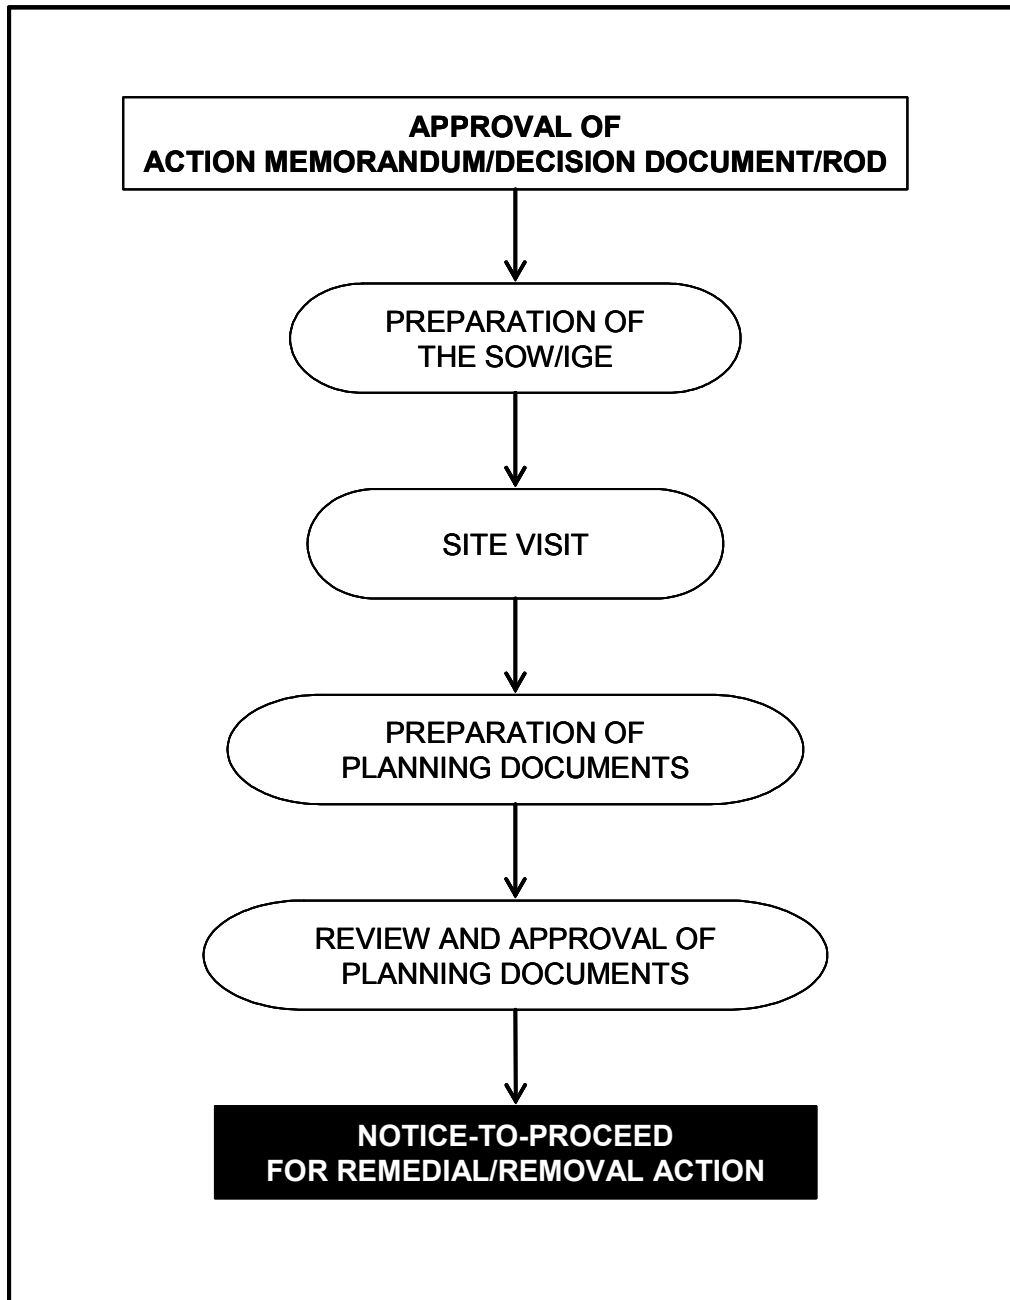 APPROVAL OF
ACTION MEMORANDUM/DECISION DOCUMENT/ROD
PREPARATION OF
THE SOW/IGE
SITE VISIT
PREPARATION OF
PLANNING DOCUMENTS
REVIEW AND APPROVAL OF
PLANNING DOCUMENTS
NOTICE-TO-PROCEED
FOR REMEDIAL/REMOVAL ACTION